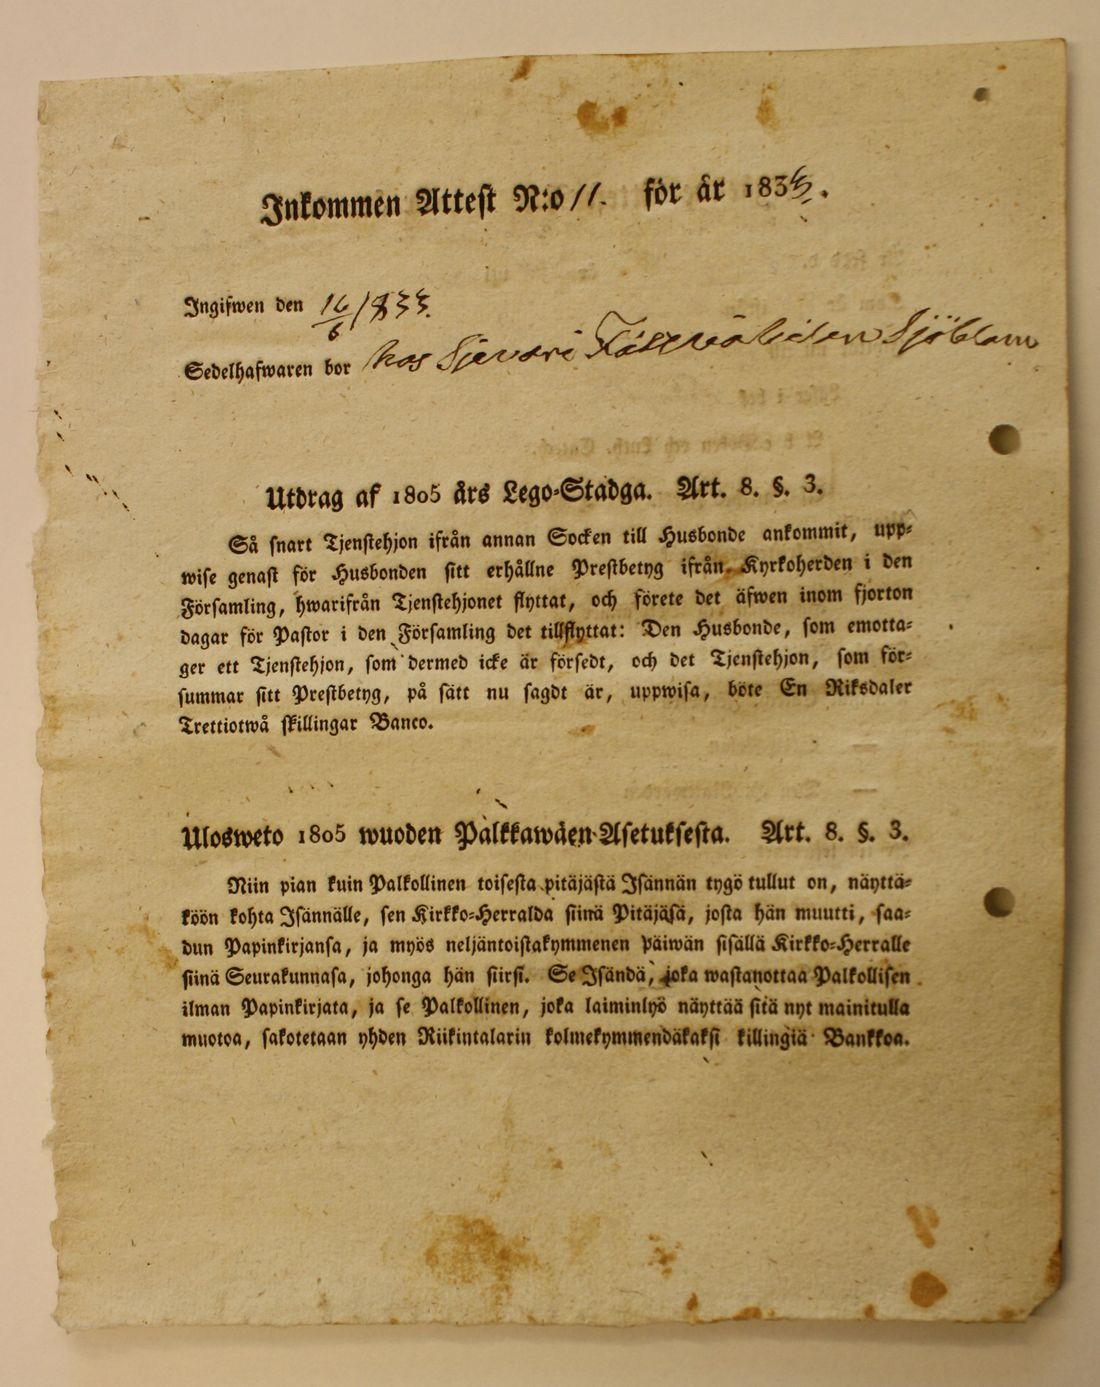 Inkommen Attest N:o 11. för år 1833.
Ingifwen den 16/6 1833.
Sedelhafwaren bor hos Sjöblom
Utdrag af 1805 års Lego-Stadga. Art. 8. §. 3.
Så snart Tjenstehjon ifrån annan Socken till Husbonde ankommit, upp-
wise genast för Husbonden sitt erhållne Prestbetyg ifrån Kyrkoherden i den
Församling, hwarifrån Tjenstehjonet flyttat, och förete det äfwen inom fjorton
dagar för Pastor i den Församling det tillflyttat: Den Husbonde, som emotta-
ger ett Tjenstehjon, som dermed icke är försedt, och det Tjenstehjon, som för-
summar sitt Prestbetyg, på sätt nu sagdt är, uppwisa, böte En Riksdaler
Trettiotwå skillingar Banco.
Ulosweto 1805 wuoden Palkkawäen-Asetuksesta. Art. 8. §. 3.
Niin pian kuin Palkollinen toisesta pitäjästä Isännän tygö tullut on, näyttä-
köön kohta Isännälle, sen Kirkko-Herralda siinä Pitäjäsä, josta hän muutti, saa-
dun Papinkirjansa, ja myös neljäntoistakymmenen päiwän sisällä Kirkko-Herralle
siinä Seurakunnasa, johonga hän siirsi. Se Isändä, joka wastanottaa Palkollisen
ilman Papinkirjata, ja se Palkollinen, joka laiminlyö näyttää sitä nyt mainitulla
muotoa, sakotetaan yhden Riikintalarin kolmekymmendäkaksi killingiä Bankkoa.